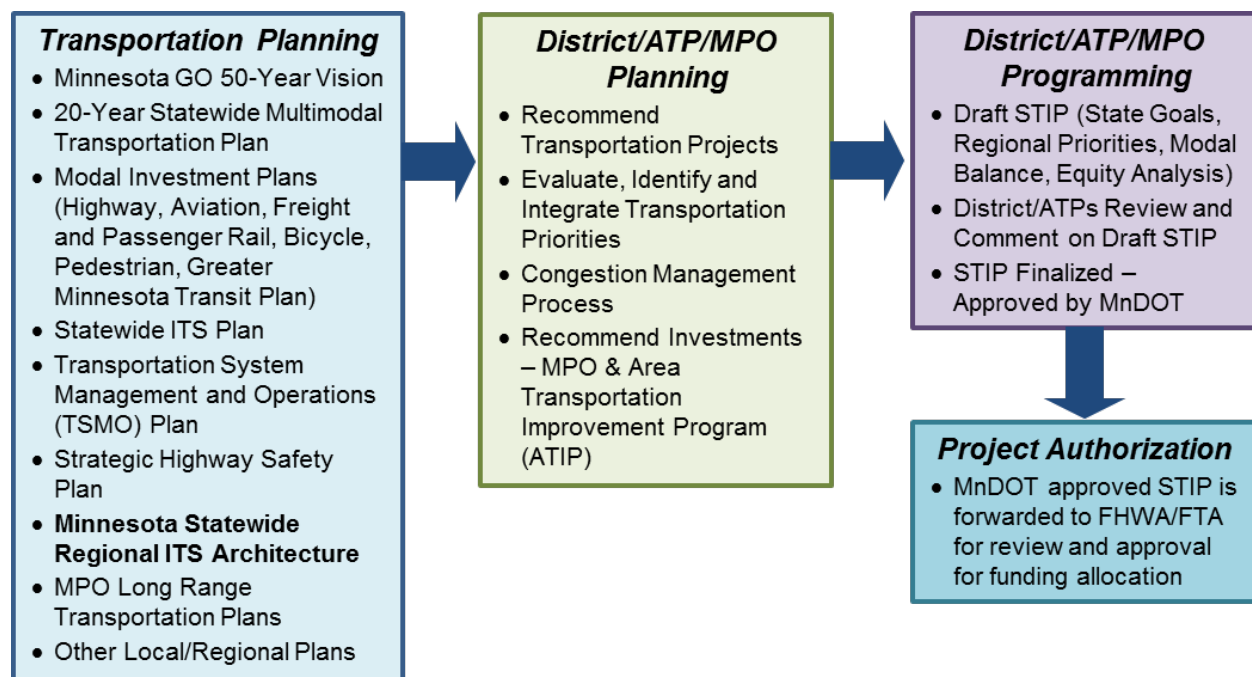 Transportation Planning
• Minnesota GO 50-Year Vision
• 20-Year Statewide Multimodal
Transportation Plan
• Modal Investment Plans
(Highway, Aviation, Freight
and Passenger Rail, Bicycle,
Pedestrian, Greater
Minnesota Transit Plan)
• Statewide ITS Plan
• Transportation System
Management and Operations
(TSMO) Plan
• Strategic Highway Safety
Plan
• Minnesota Statewide
Regional ITS Architecture
• MPO Long Range
Transportation Plans
• Other Local/Regional Plans
District/ATP/MPO
Planning
• Recommend
Transportation Projects
• Evaluate, Identify and
Integrate Transportation
Priorities
• Congestion Management
Process
• Recommend Investments
– MPO & Area
Transportation
Improvement Program
(ATIP)
District/ATP/MPO
Programming
• Draft STIP (State Goals,
Regional Priorities, Modal
Balance, Equity Analysis)
• District/ATPs Review and
Comment on Draft STIP
• STIP Finalized –
Approved by MnDOT
Project Authorization
• MnDOT approved STIP is
forwarded to FHWA/FTA
for review and approval
for funding allocation